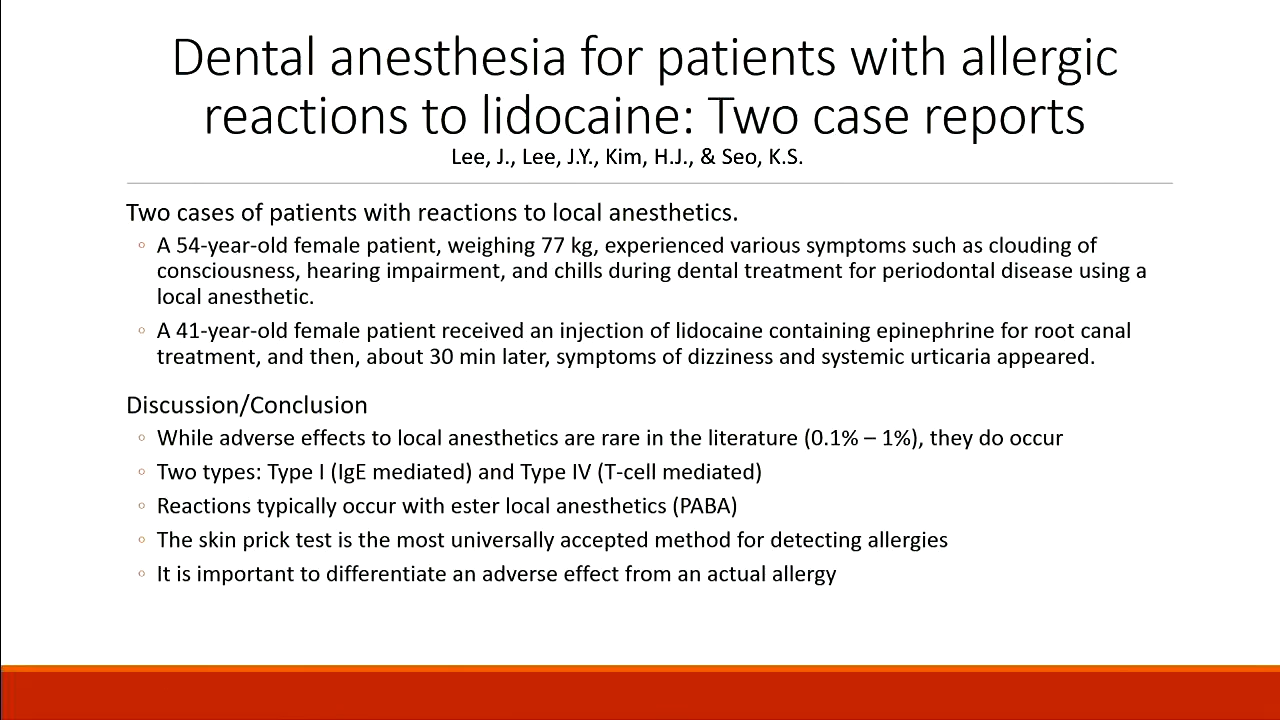 Dental anesthesia for patients with allergic
reactions to lidocaine: Two case reports
Lee, J., Lee, J.Y., Kim, H.J., & Seo, K.S.
Two cases of patients with reactions to local anesthetics.
◦ A 54-year-old female patient, weighing 77 kg, experienced various symptoms such as clouding of
consciousness, hearing impairment, and chills during dental treatment for periodontal disease using a
local anesthetic.
◦ A 41-year-old female patient received an injection of lidocaine containing epinephrine for root canal
treatment, and then, about 30 min later, symptoms of dizziness and systemic urticaria appeared.
Discussion/Conclusion
◦ While adverse effects to local anesthetics are rare in the literature (0.1% – 1%), they do occur
◦ Two types: Type I (IgE mediated) and Type IV (T-cell mediated)
◦ Reactions typically occur with ester local anesthetics (PABA)
◦ The skin prick test is the most universally accepted method for detecting allergies
◦ It is important to differentiate an adverse effect from an actual allergy